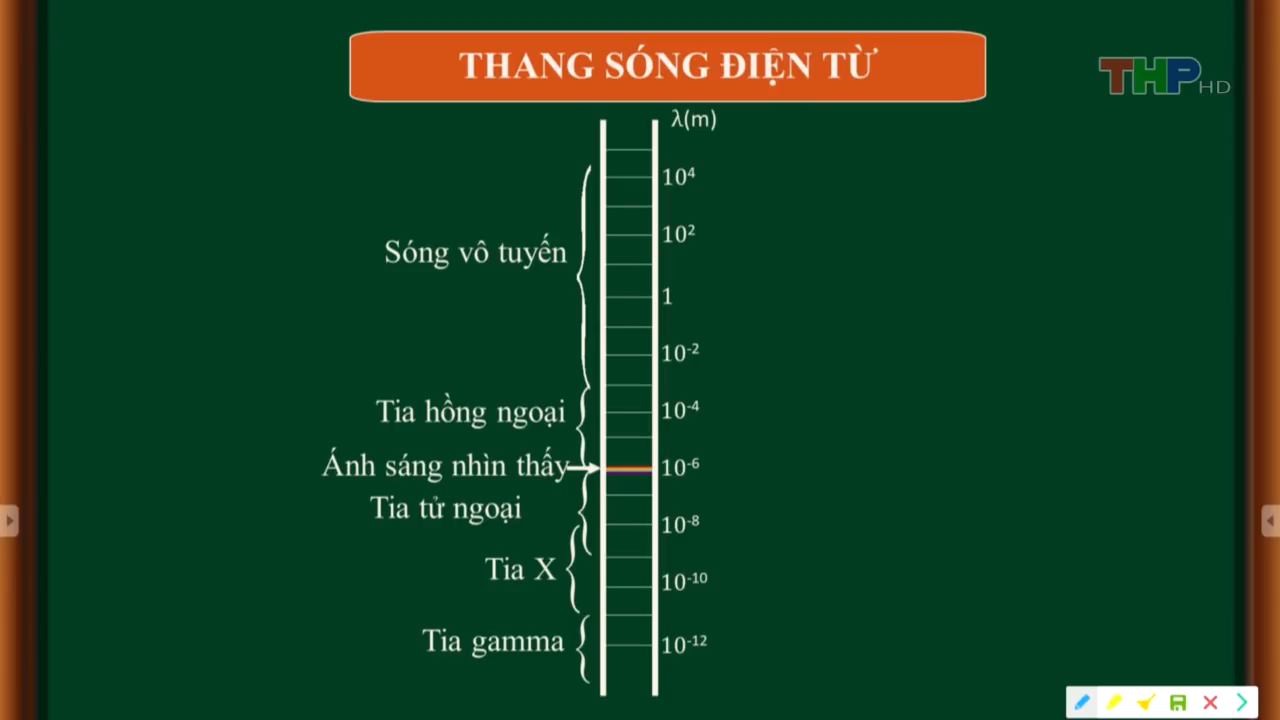 THANG SÓNG ĐIỆN TỪ
THP HD
λ(m)
10⁴
10²
Sóng vô tuyến
1
10⁻²
Tia hồng ngoại
10⁻⁴
Ánh sáng nhìn thấy
10⁻⁶
Tia tử ngoại
10⁻⁸
Tia X
10⁻¹⁰
Tia gamma
10⁻¹²